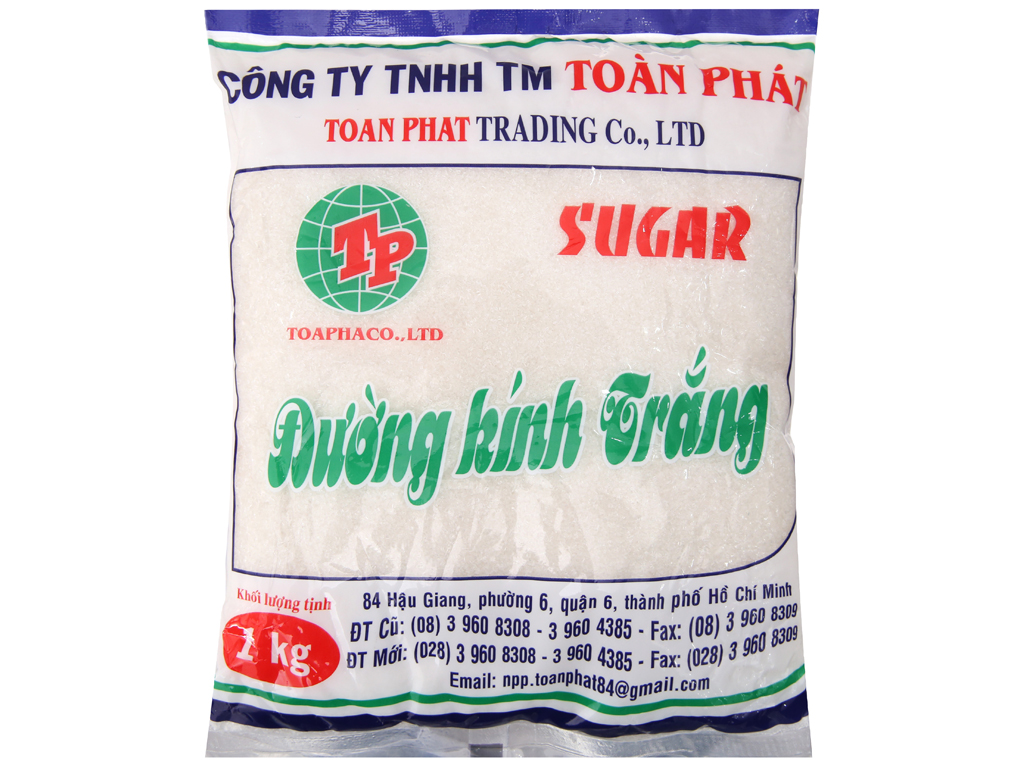 CÔNG TY TNHH TM TOÀN PHÁT
TOAN PHAT TRADING Co., LTD
TP
SUGAR
TOAPHACO.,LTD
Đường kính Trắng
Khối lượng tịnh
1 kg
84 Hậu Giang, phường 6, quận 6, thành phố Hồ Chí Minh
ĐT Cũ: (08) 3 960 8308 - 3 960 4385 - Fax: (08) 3 960 8309
ĐT Mới: (028) 3 960 8308 - 3 960 4385 - Fax: (028) 3 960 8309
Email: npp.toanphat84@gmail.com